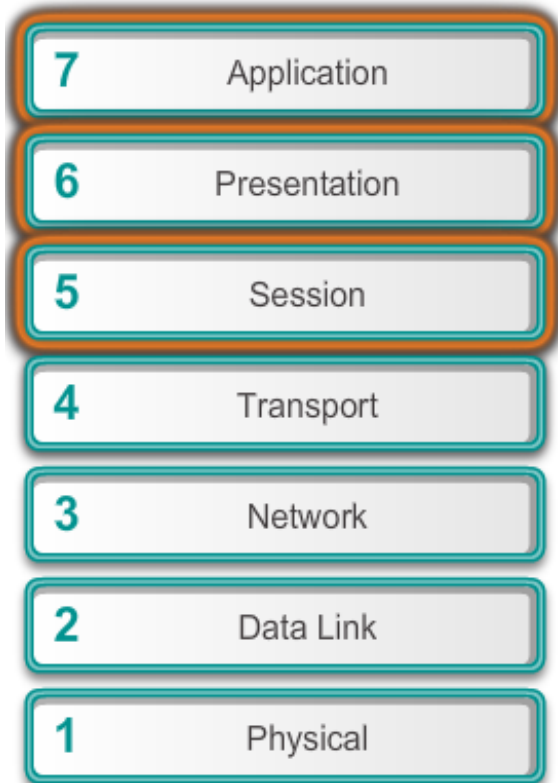 7 Application
6 Presentation
5 Session
4 Transport
3 Network
2 Data Link
1 Physical